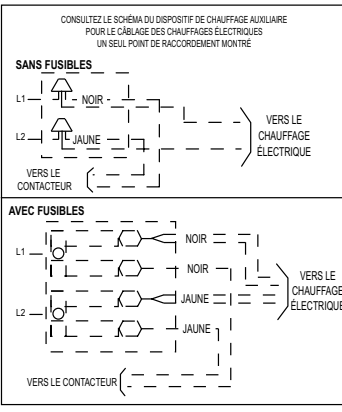 CONSULTEZ LE SCHÉMA DU DISPOSITIF DE CHAUFFAGE AUXILIAIRE
POUR LE CÂBLAGE DES CHAUFFAGES ÉLECTRIQUES
UN SEUL POINT DE RACCORDEMENT MONTRÉ
SANS FUSIBLES
L1
NOIR
L2
JAUNE
VERS LE
CHAUFFAGE
ÉLECTRIQUE
VERS LE
CONTACTEUR
AVEC FUSIBLES
L1
NOIR
NOIR
L2
JAUNE
JAUNE
VERS LE
CHAUFFAGE
ÉLECTRIQUE
VERS LE CONTACTEUR